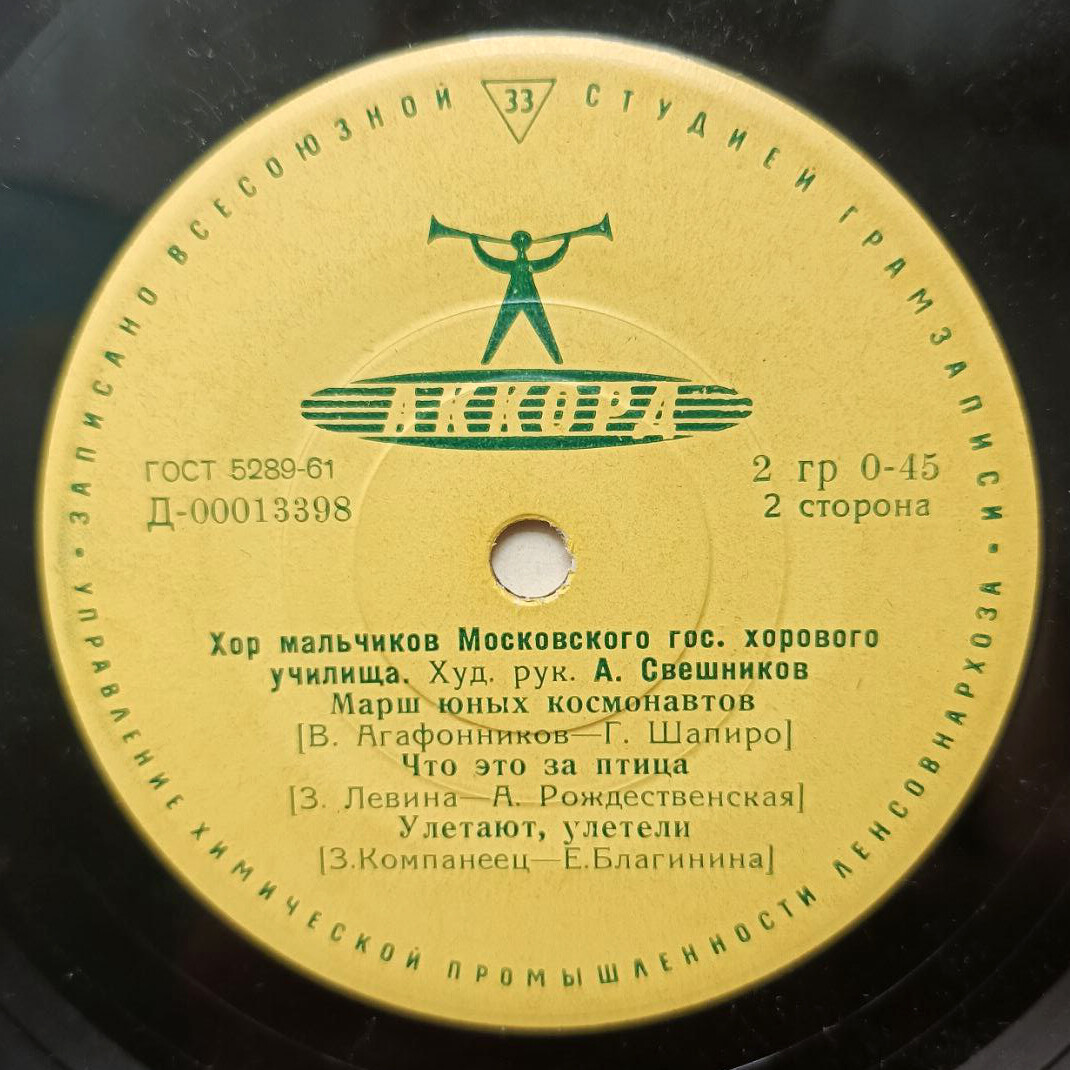 ЗАПИСАНО ВСЕСОЮЗНОЙ СТУДИЕЙ ГРАМЗАПИСИ
33
АККОРД
ГОСТ 5289-61
2 гр 0-45
Д-00013398
2 сторона
Хор мальчиков Московского гос. хорового
училища. Худ. рук. А. Свешников
Марш юных космонавтов
[В. Агафонников—Г. Шапиро]
Что это за птица
[З. Левина—А. Рождественская]
Улетают, улетели
[З.Компанеец—Е.Благинина]
УПРАВЛЕНИЕ ХИМИЧЕСКОЙ ПРОМЫШЛЕННОСТИ ЛЕНСОВНАРХОЗА